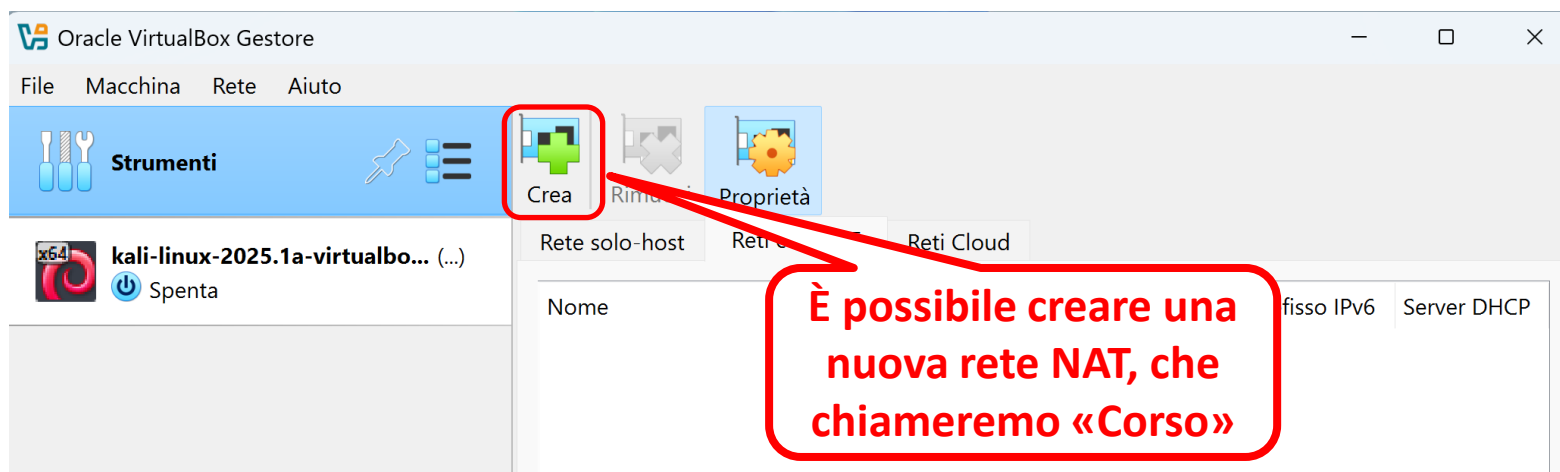 Oracle VirtualBox Gestore
File Macchina Rete Aiuto
Strumenti
Crea Proprietà
Rete solo-host Reti Cloud
kali-linux-2025.1a-virtualbo... (...)
Spenta
Nome IPv6 Server DHCP
È possibile creare una
nuova rete NAT, che
chiameremo «Corso»